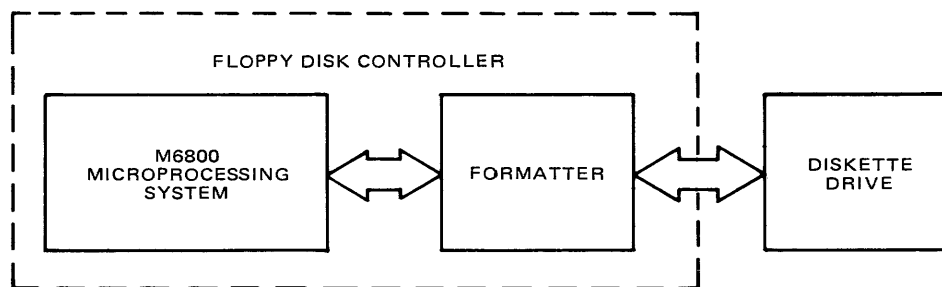 FLOPPY DISK CONTROLLER
M6800
MICROPROCESSING
SYSTEM
FORMATTER
DISKETTE
DRIVE